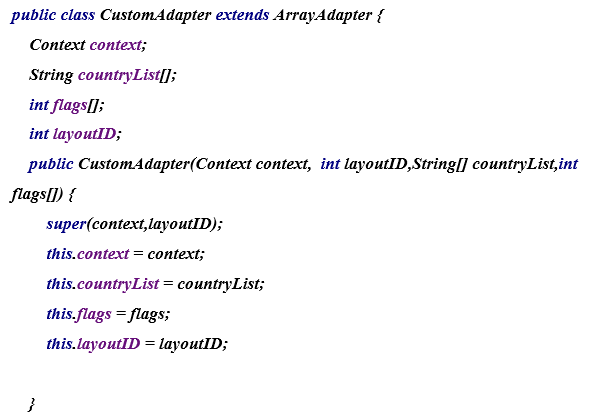 public class CustomAdapter extends ArrayAdapter {
Context context;
String countryList[];
int flags[];
int layoutID;
public CustomAdapter(Context context,  int layoutID,String[] countryList,int
flags[]) {
super(context,layoutID);
this.context = context;
this.countryList = countryList;
this.flags = flags;
this.layoutID = layoutID;
}